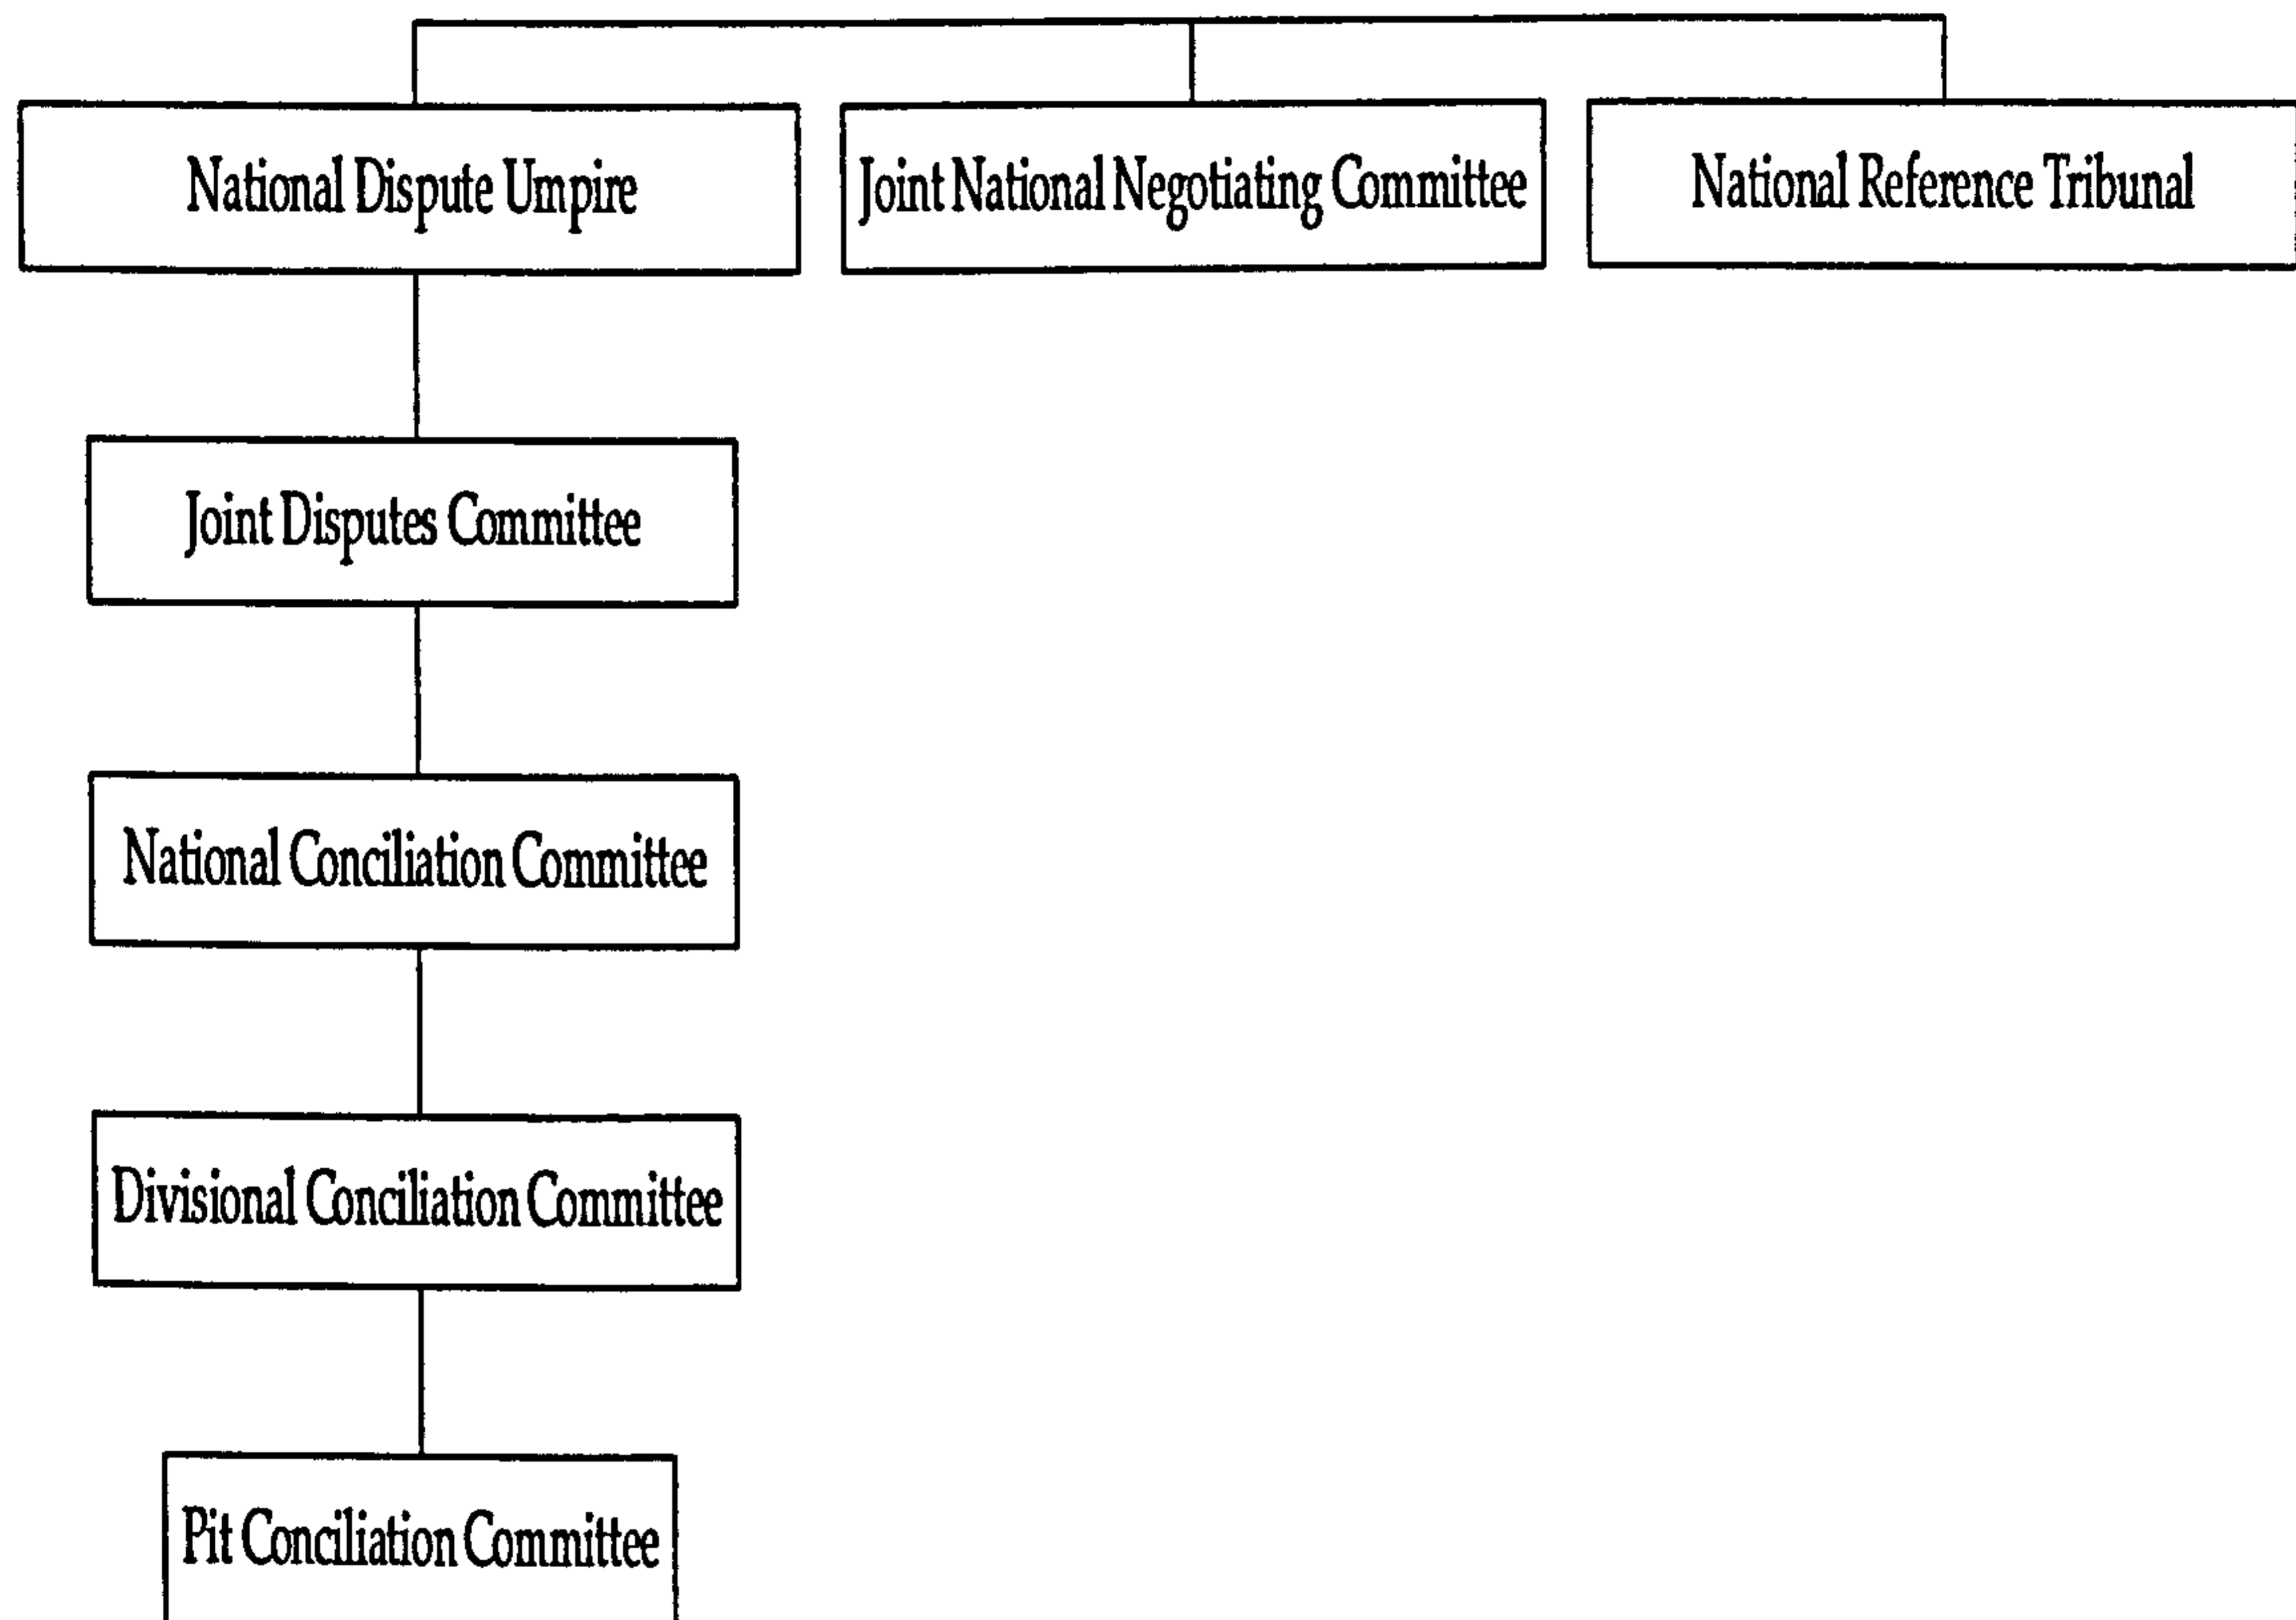 National Dispute Umpire
Joint National Negotiating Committee
National Reference Tribunal
Joint Disputes Committee
National Conciliation Committee
Divisional Conciliation Committee
Pit Conciliation Committee